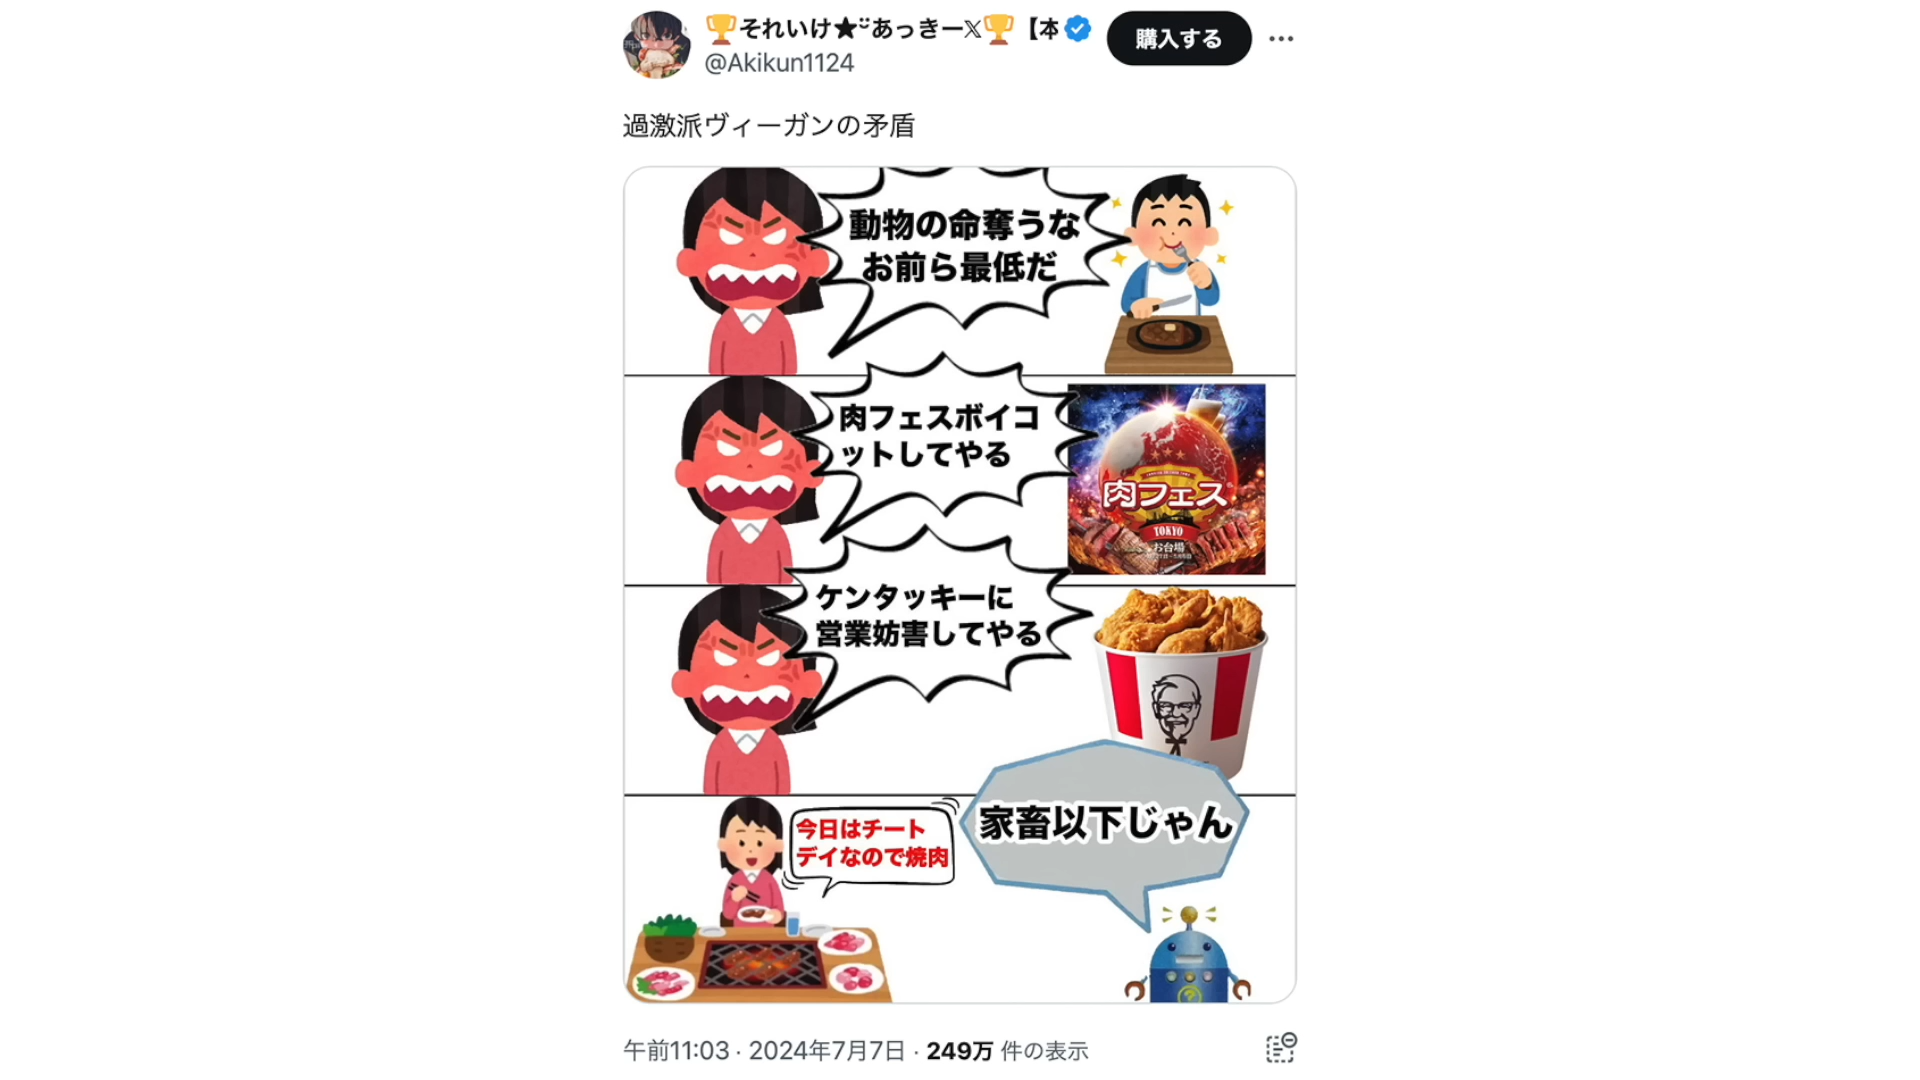 🏆それいけ★¨̮あっきー𝕏🏆【本
購入する
@Akikun1124
過激派ヴィーガンの矛盾
動物の命奪うな
お前ら最低だ
肉フェスボイコ
ットしてやる
肉フェス
TOKYO
お台場
ケンタッキーに
営業妨害してやる
今日はチート
デイなので焼肉
家畜以下じゃん
?
午前11:03 · 2024年7月7日 · 249万 件の表示